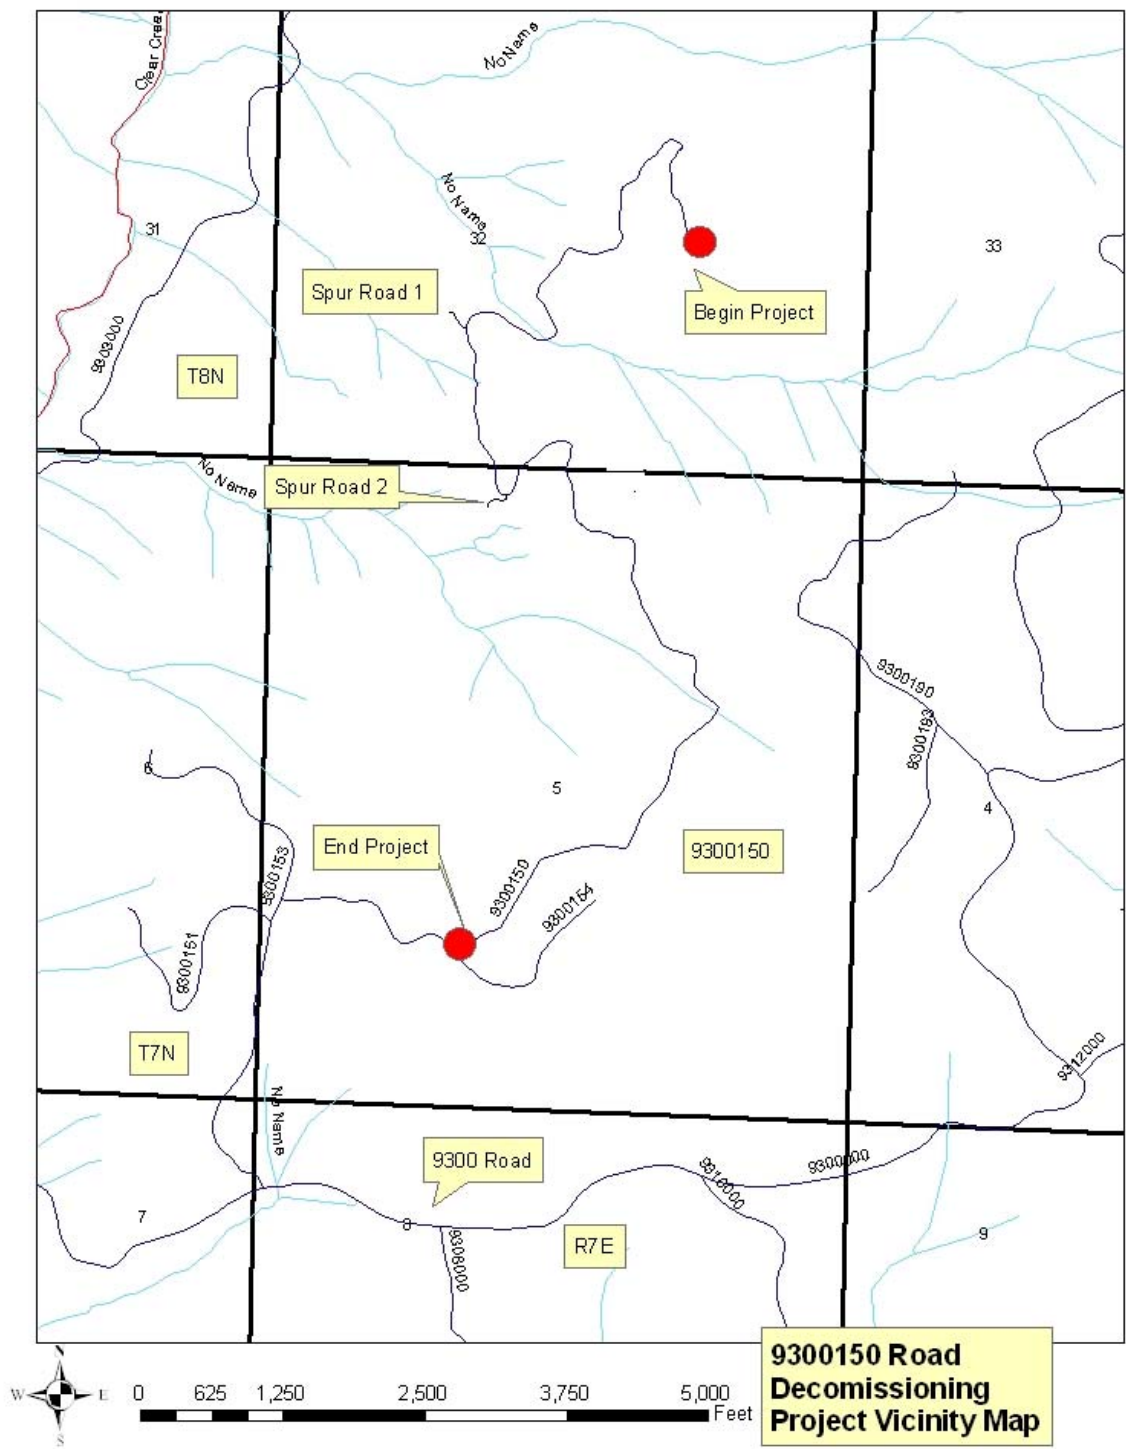 Clear Cree
No Name
No Name
31
32
33
Spur Road 1
Begin Project
9303000
T8N
No Name
Spur Road 2
9300190
9300193
6
5
4
End Project
9300150
9300153
9300150
9300154
9300151
T7N
9312000
No Name
9300 Road
9300000
9316000
7
8
9
9308000
R7E
N
W E
S
0 625 1,250 2,500 3,750 5,000
Feet
9300150 Road
Decomissioning
Project Vicinity Map